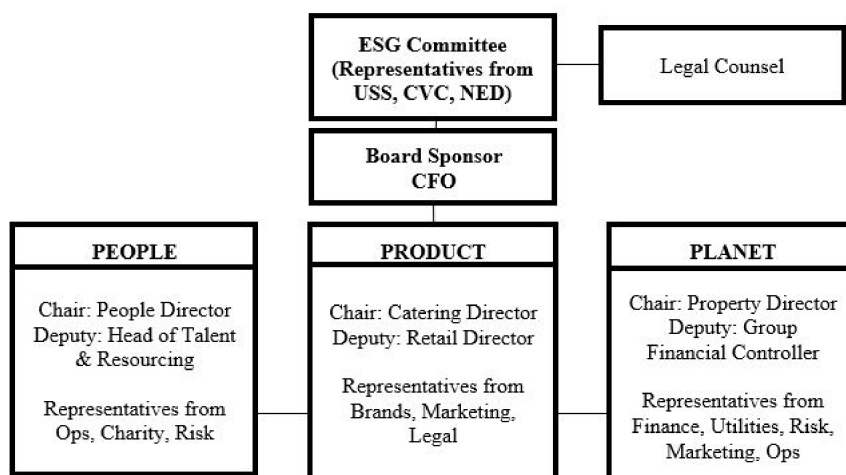 ESG Committee
(Representatives from
USS, CVC, NED)
Legal Counsel
Board Sponsor
CFO
PEOPLE
Chair: People Director
Deputy: Head of Talent
& Resourcing
Representatives from
Ops, Charity, Risk
PRODUCT
Chair: Catering Director
Deputy: Retail Director
Representatives from
Brands, Marketing,
Legal
PLANET
Chair: Property Director
Deputy: Group
Financial Controller
Representatives from
Finance, Utilities, Risk,
Marketing, Ops